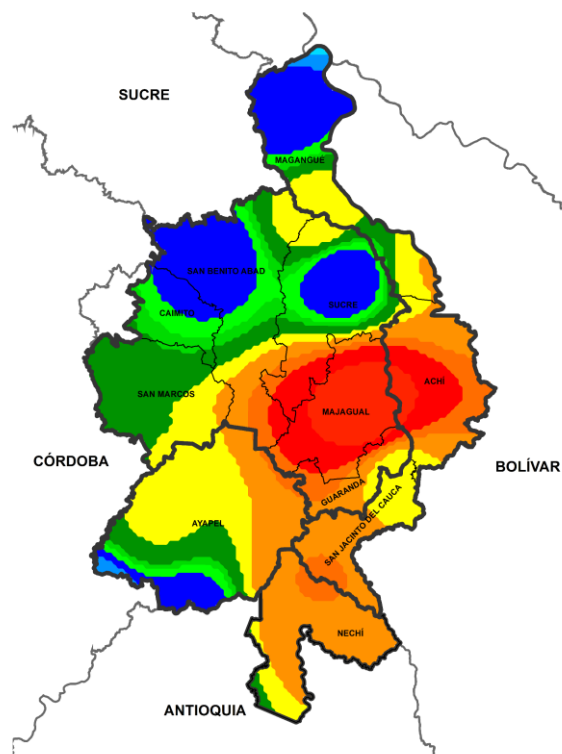 SUCRE
MAGANGUE
SAN BENITO ABAD
SUCRE
CAIMITO
ACHÍ
SAN MARCOS
MAJAGUAL
CÓRDOBA
BOLÍVAR
GUARANDA
SAN JACINTO DEL CAUCA
AYAPEL
NECHÍ
ANTIOQUIA